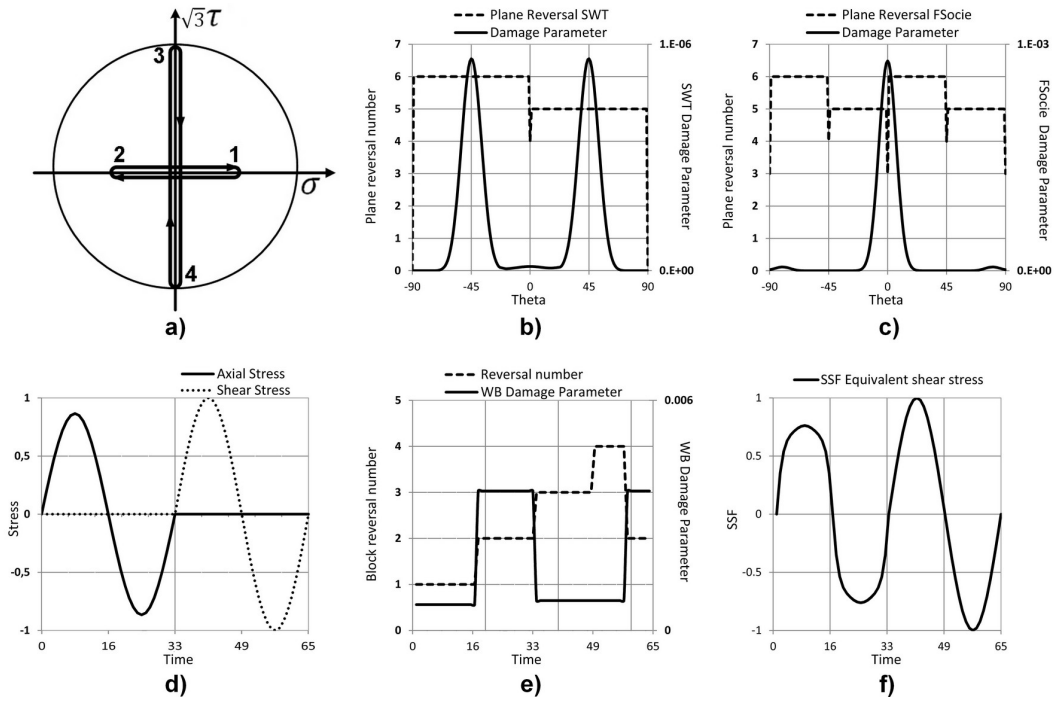 √3τ
3
2
1
σ
4
a)
Plane Reversal SWT
Damage Parameter
Plane reversal number
7
6
5
4
3
2
1
0
1.E-06
0.E+00
SWT Damage Parameter
-90 -45 0 45 90
Theta
b)
Plane Reversal FSocie
Damage Parameter
Plane reversal number
7
6
5
4
3
2
1
0
1.E-03
0.E+00
FSocie Damage Parameter
-90 -45 0 45 90
Theta
c)
Axial Stress
Shear Stress
Stress
1
0,5
0
-0,5
-1
0 16 33 49 65
Time
d)
Reversal number
WB Damage Parameter
Block reversal number
5
4
3
2
1
0
0.006
0
WB Damage Parameter
0 16 33 49 65
Time
e)
SSF Equivalent shear stress
SSF
1
0.5
0
-0.5
-1
0 16 33 49 65
Time
f)